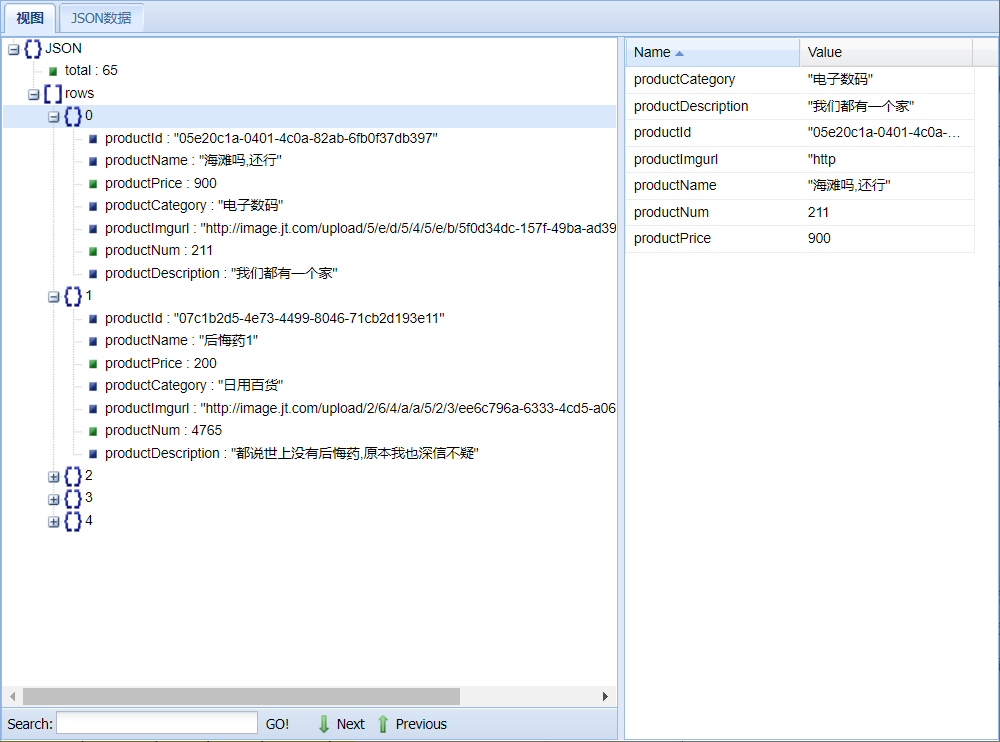 视图 JSON数据
JSON
total : 65
rows
0
productId : "05e20c1a-0401-4c0a-82ab-6fb0f37db397"
productName : "海滩吗,还行"
productPrice : 900
productCategory : "电子数码"
productImgurl : "http://image.jt.com/upload/5/e/d/5/4/5/e/b/5f0d34dc-157f-49ba-ad39
productNum : 211
productDescription : "我们都有一个家"
1
productId : "07c1b2d5-4e73-4499-8046-71cb2d193e11"
productName : "后悔药1"
productPrice : 200
productCategory : "日用百货"
productImgurl : "http://image.jt.com/upload/2/6/4/a/a/5/2/3/ee6c796a-6333-4cd5-a06
productNum : 4765
productDescription : "都说世上没有后悔药,原本我也深信不疑"
2
3
4
Search: GO! Next Previous
Name Value
productCategory "电子数码"
productDescription "我们都有一个家"
productId "05e20c1a-0401-4c0a-...
productImgurl "http
productName "海滩吗,还行"
productNum 211
productPrice 900